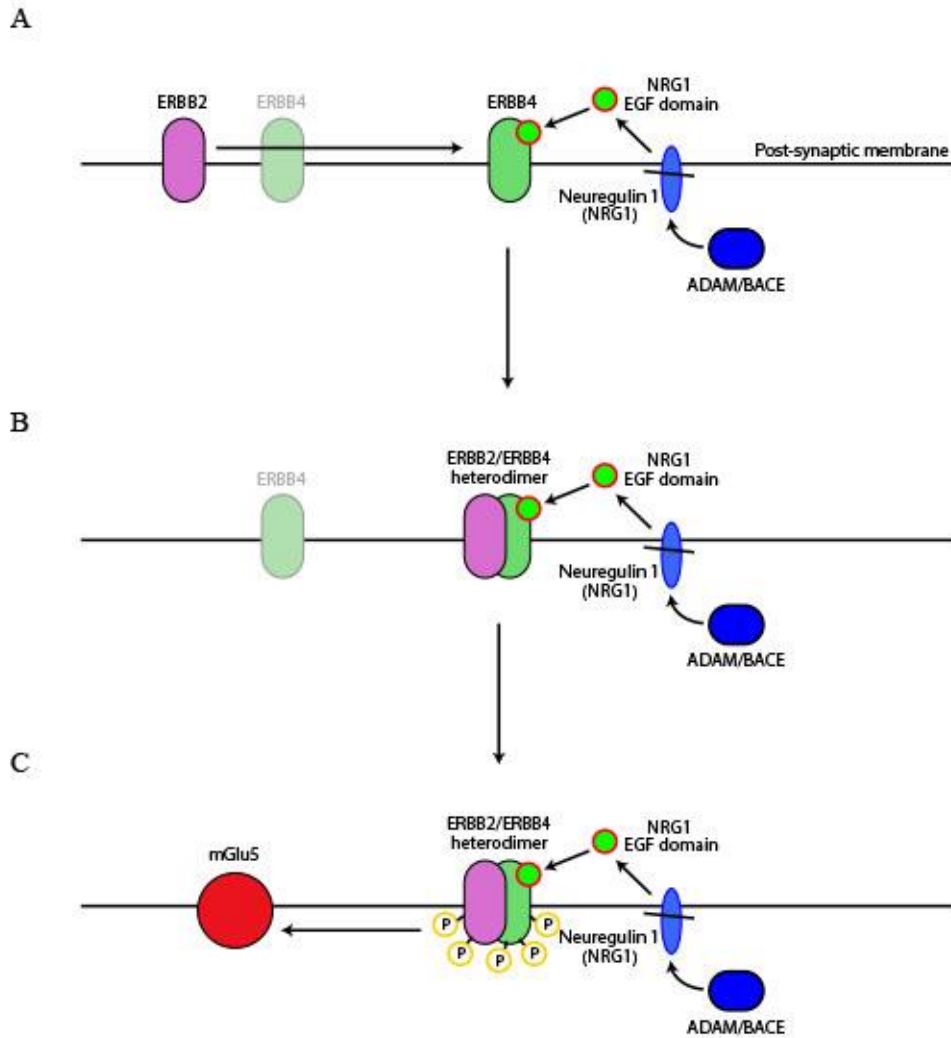 A
ERBB2
ERBB4
ERBB4
NRG1
EGF domain
Post-synaptic membrane
Neuregulin 1
(NRG1)
ADAM/BACE
B
ERBB4
ERBB2/ERBB4
heterodimer
NRG1
EGF domain
Neuregulin 1
(NRG1)
ADAM/BACE
C
mGlu5
ERBB2/ERBB4
heterodimer
NRG1
EGF domain
P
P
P
P
P
Neuregulin 1
(NRG1)
ADAM/BACE